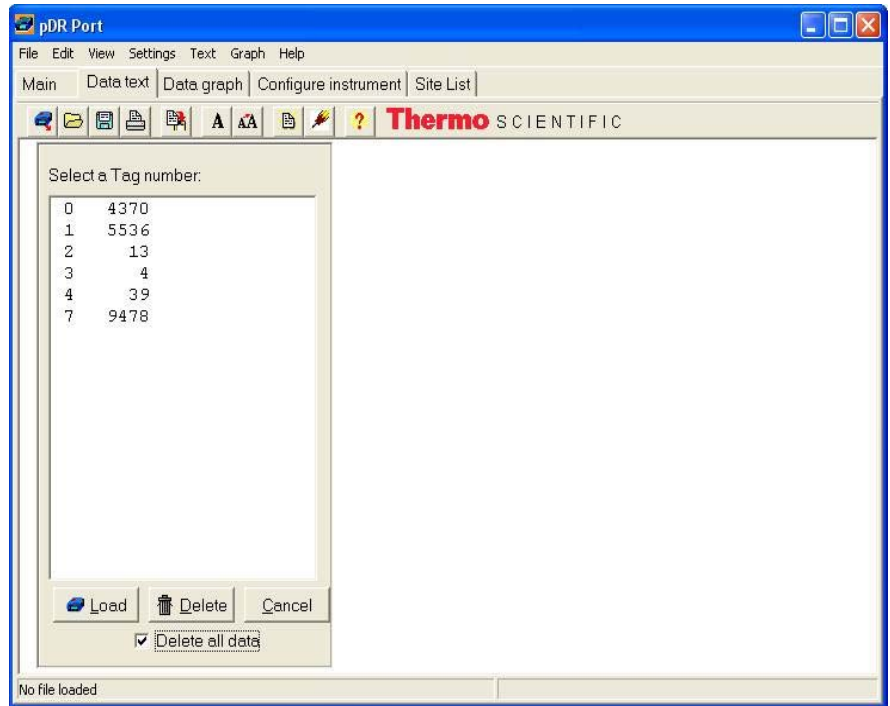 pDR Port
File Edit View Settings Text Graph Help
Main Data text Data graph Configure instrument Site List
A AA ? Thermo SCIENTIFIC
Select a Tag number:
0 4370
1 5536
2 13
3 4
4 39
7 9478
Load Delete Cancel
Delete all data
No file loaded